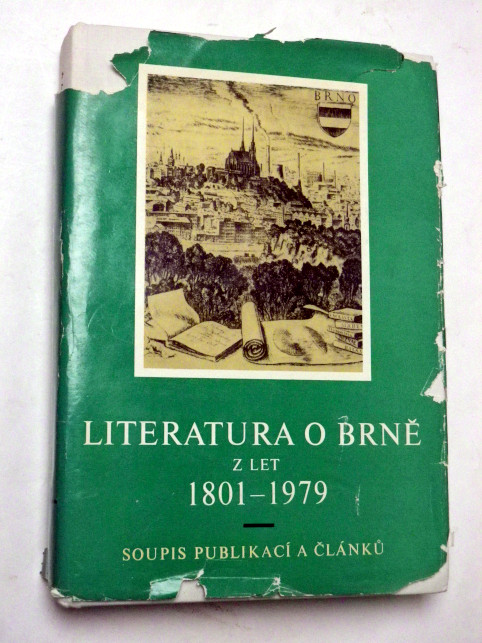 BRNO
LITERATURA O BRNĚ
Z LET
1801–1979
SOUPIS PUBLIKACÍ A ČLÁNKŮ